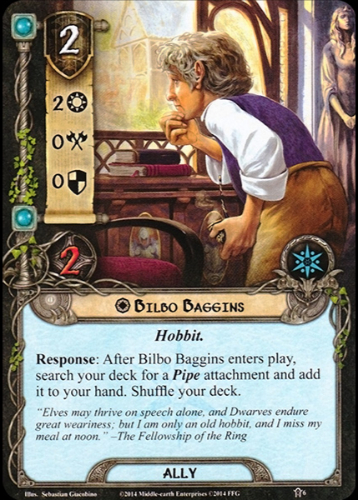 2
2
0
0
2
Bilbo Baggins
Hobbit.
Response: After Bilbo Baggins enters play,
search your deck for a Pipe attachment and add
it to your hand. Shuffle your deck.
“Elves may thrive on speech alone, and Dwarves endure
great weariness; but I am only an old hobbit, and I miss my
meal at noon.” –The Fellowship of the Ring
ALLY
Illus. Sebastian Giacobino ©2014 Middle-earth Enterprises ©2014 FFG 6